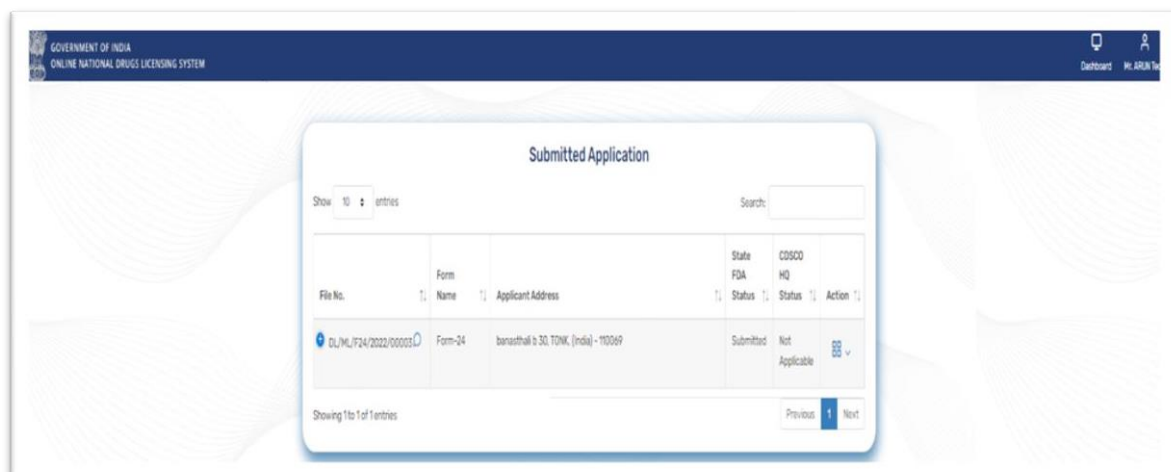 GOVERNMENT OF INDIA
ONLINE NATIONAL DRUGS LICENSING SYSTEM
Dashboard
Mr. ARUN
Submitted Application
Show 10 entries
Search:
File No.
Form Name
Applicant Address
State FDA Status
CDSCO HQ Status
Action
DL/ML/F24/2022/00003
Form-24
banasthali b 30, TONK, (India) - 110069
Submitted
Not Applicable
Showing 1 to 1 of 1 entries
Previous 1 Next